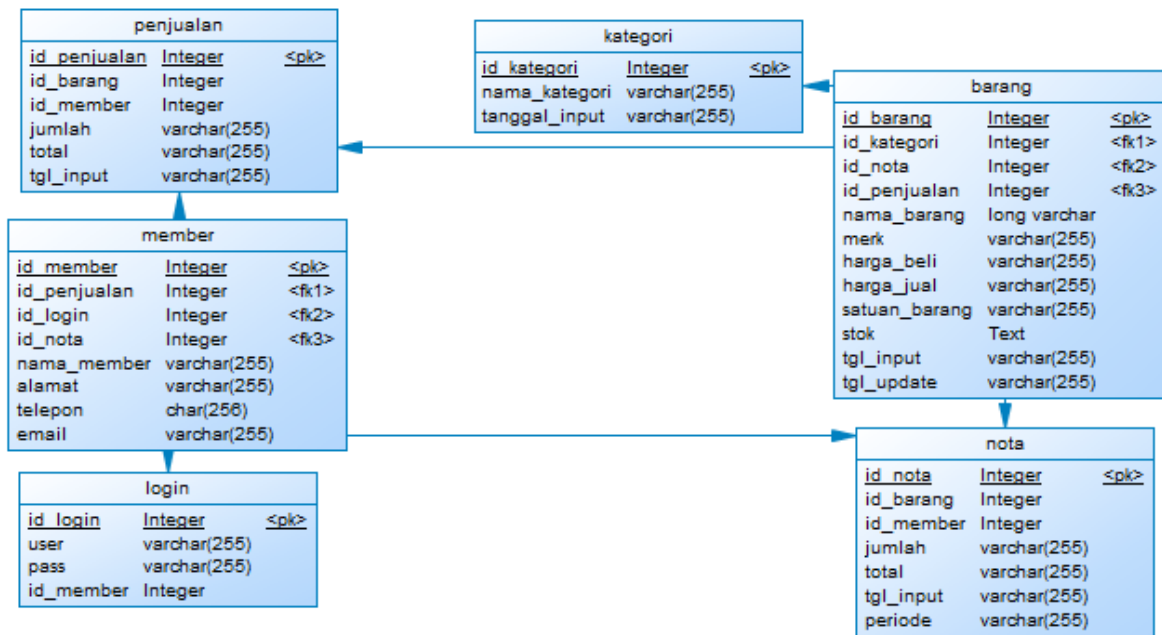 penjualan
id_penjualan Integer <pk>
id_barang Integer
id_member Integer
jumlah varchar(255)
total varchar(255)
tgl_input varchar(255)
kategori
id_kategori Integer <pk>
nama_kategori varchar(255)
tanggal_input varchar(255)
barang
id_barang Integer <pk>
id_kategori Integer <fk1>
id_nota Integer <fk2>
id_penjualan Integer <fk3>
nama_barang long varchar
merk varchar(255)
harga_beli varchar(255)
harga_jual varchar(255)
satuan_barang varchar(255)
stok Text
tgl_input varchar(255)
tgl_update varchar(255)
member
id_member Integer <pk>
id_penjualan Integer <fk1>
id_login Integer <fk2>
id_nota Integer <fk3>
nama_member varchar(255)
alamat varchar(255)
telepon char(256)
email varchar(255)
login
id_login Integer <pk>
user varchar(255)
pass varchar(255)
id_member Integer
nota
id_nota Integer <pk>
id_barang Integer
id_member Integer
jumlah varchar(255)
total varchar(255)
tgl_input varchar(255)
periode varchar(255)